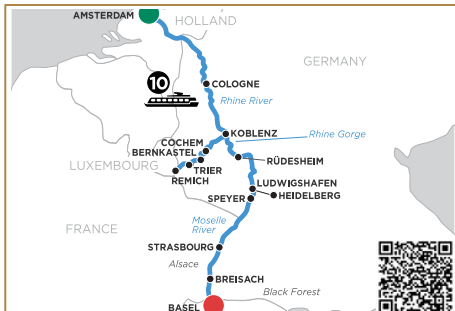 AMSTERDAM
HOLLAND
GERMANY
10
COLOGNE
Rhine River
KOBLENZ
Rhine Gorge
COCHEM
BERNKASTEL
LUXEMBOURG
TRIER
REMICH
RÜDESHEIM
LUDWIGSHAFEN
HEIDELBERG
SPEYER
FRANCE
Moselle
River
STRASBOURG
Alsace
BREISACH
Black Forest
BASEL